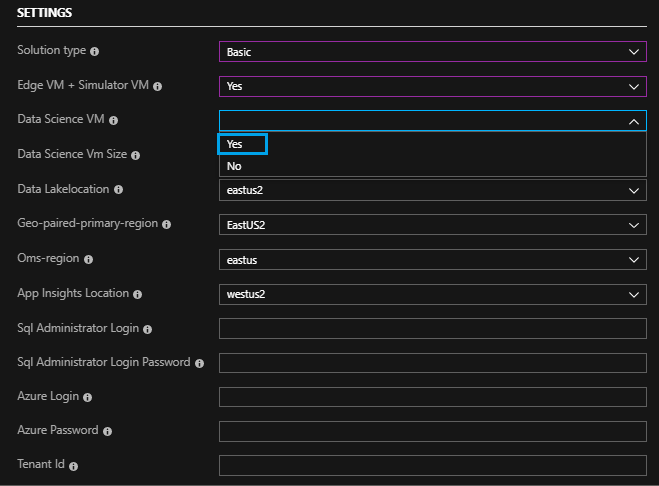 SETTINGS
Solution type Basic
Edge VM + Simulator VM Yes
Data Science VM
Yes
Data Science Vm Size
No
Data Lakelocation eastus2
Geo-paired-primary-region EastUS2
Oms-region eastus
App Insights Location westus2
Sql Administrator Login
Sql Administrator Login Password
Azure Login
Azure Password
Tenant Id